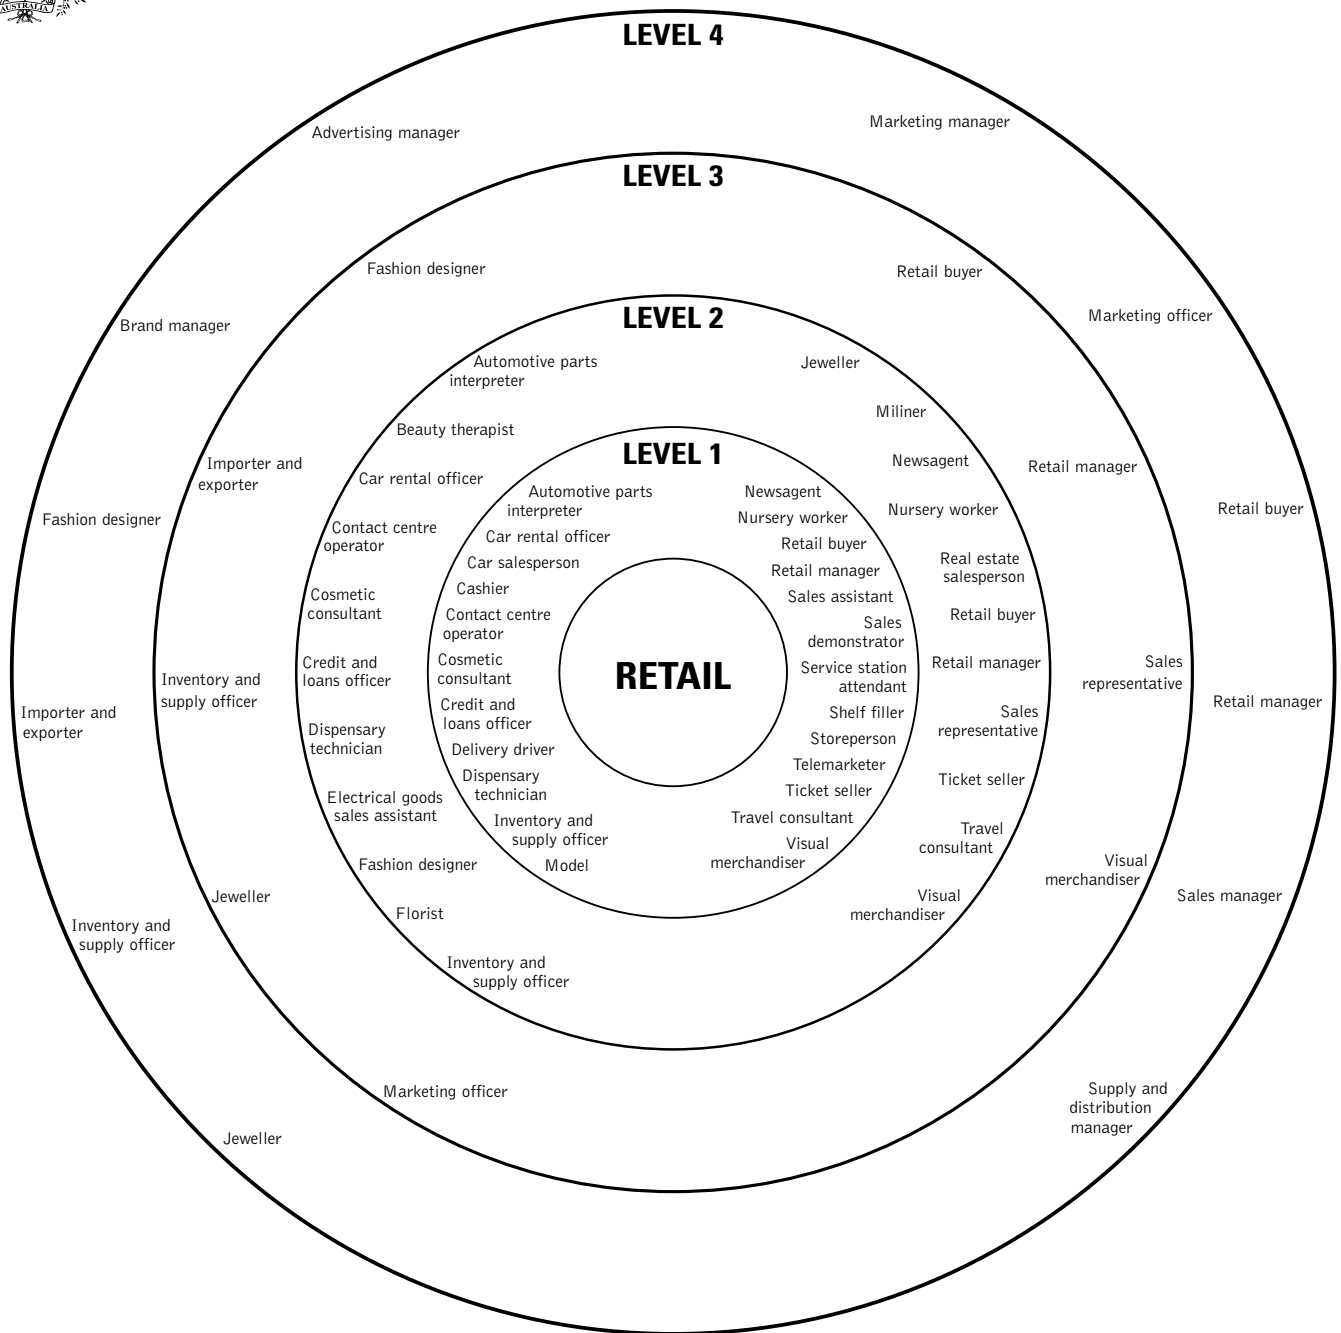 AUSTRALIA
LEVEL 4
Advertising manager
Marketing manager
Brand manager
Marketing officer
Fashion designer
Retail buyer
Importer and
exporter
Retail manager
Inventory and
supply officer
Sales manager
Jeweller
Supply and
distribution
manager
LEVEL 3
Fashion designer
Retail buyer
Importer and
exporter
Retail manager
Inventory and
supply officer
Sales
representative
Jeweller
Visual
merchandiser
Marketing officer
LEVEL 2
Automotive parts
interpreter
Beauty therapist
Car rental officer
Contact centre
operator
Cosmetic
consultant
Credit and
loans officer
Dispensary
technician
Electrical goods
sales assistant
Fashion designer
Florist
Inventory and
supply officer
Jeweller
Miliner
Newsagent
Nursery worker
Real estate
salesperson
Retail buyer
Retail manager
Sales
representative
Ticket seller
Travel
consultant
Visual
merchandiser
LEVEL 1
Automotive parts
interpreter
Car rental officer
Car salesperson
Cashier
Contact centre
operator
Cosmetic
consultant
Credit and
loans officer
Delivery driver
Dispensary
technician
Inventory and
supply officer
Model
Newsagent
Nursery worker
Retail buyer
Retail manager
Sales assistant
Sales
demonstrator
Service station
attendant
Shelf filler
Storeperson
Telemarketer
Ticket seller
Travel consultant
Visual
merchandiser
RETAIL